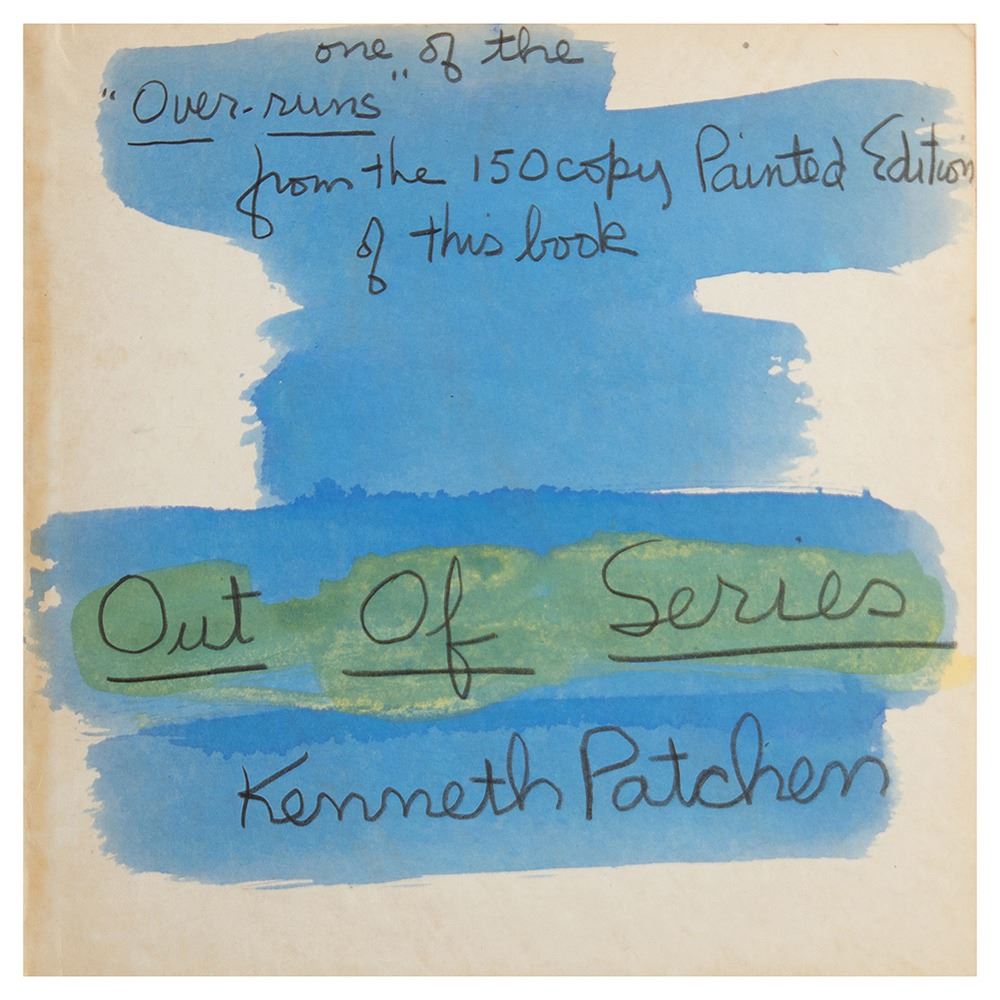 one of the
"Over-runs"
from the 150 copy Painted Edition
of this book
Out Of Series
Kenneth Patchen